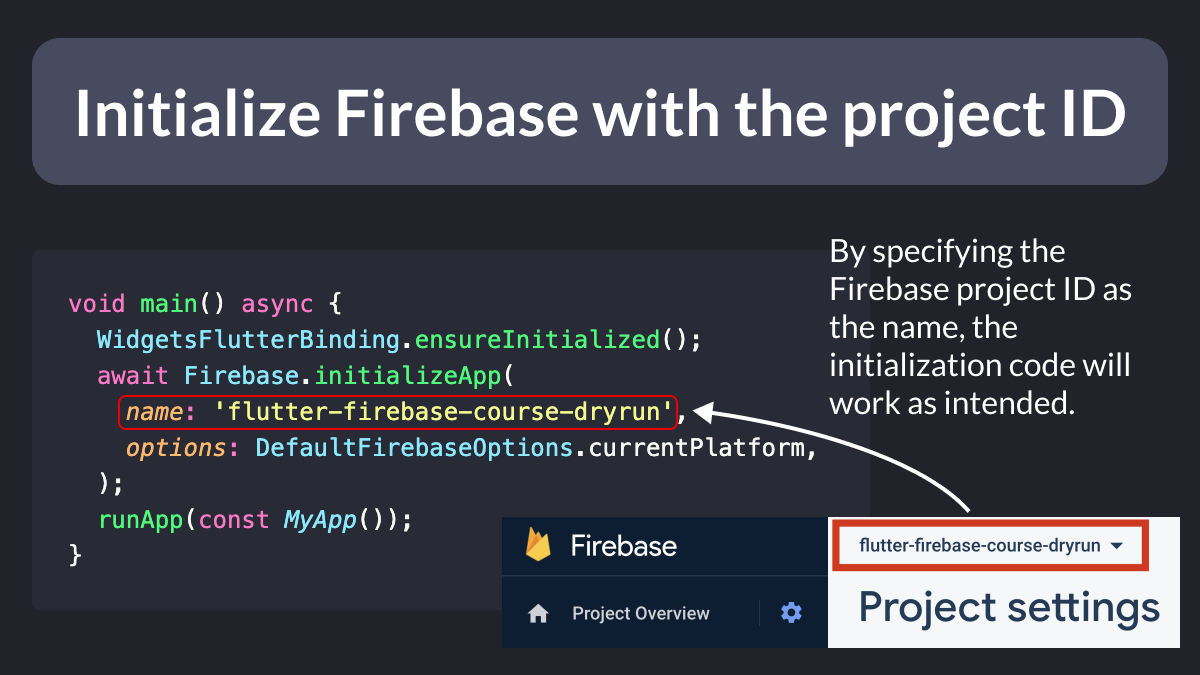 Initialize Firebase with the project ID
By specifying the
Firebase project ID as
the name, the
initialization code will
work as intended.
void main() async {
  WidgetsFlutterBinding.ensureInitialized();
  await Firebase.initializeApp(
    name: 'flutter-firebase-course-dryrun',
    options: DefaultFirebaseOptions.currentPlatform,
  );
  runApp(const MyApp());
}
Firebase
flutter-firebase-course-dryrun
Project Overview
Project settings